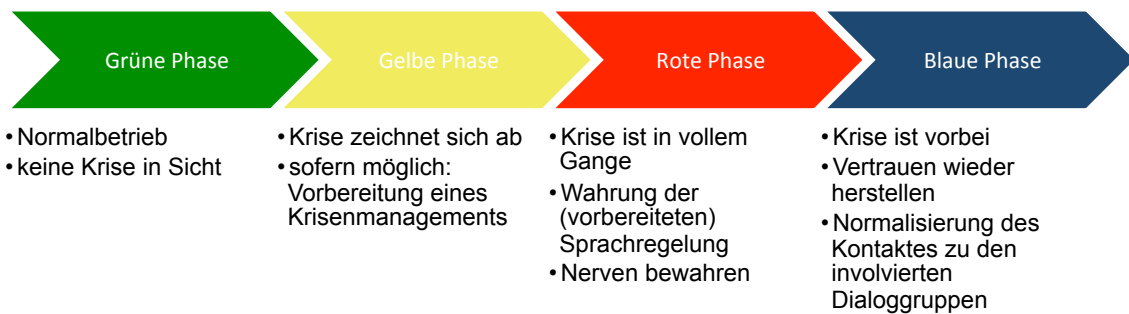 Grüne Phase
Gelbe Phase
Rote Phase
Blaue Phase
• Normalbetrieb
• keine Krise in Sicht
• Krise zeichnet sich ab
• sofern möglich:
Vorbereitung eines
Krisenmanagements
• Krise ist in vollem
Gange
• Wahrung der
(vorbereiteten)
Sprachregelung
• Nerven bewahren
• Krise ist vorbei
• Vertrauen wieder
herstellen
• Normalisierung des
Kontaktes zu den
involvierten
Dialoggruppen